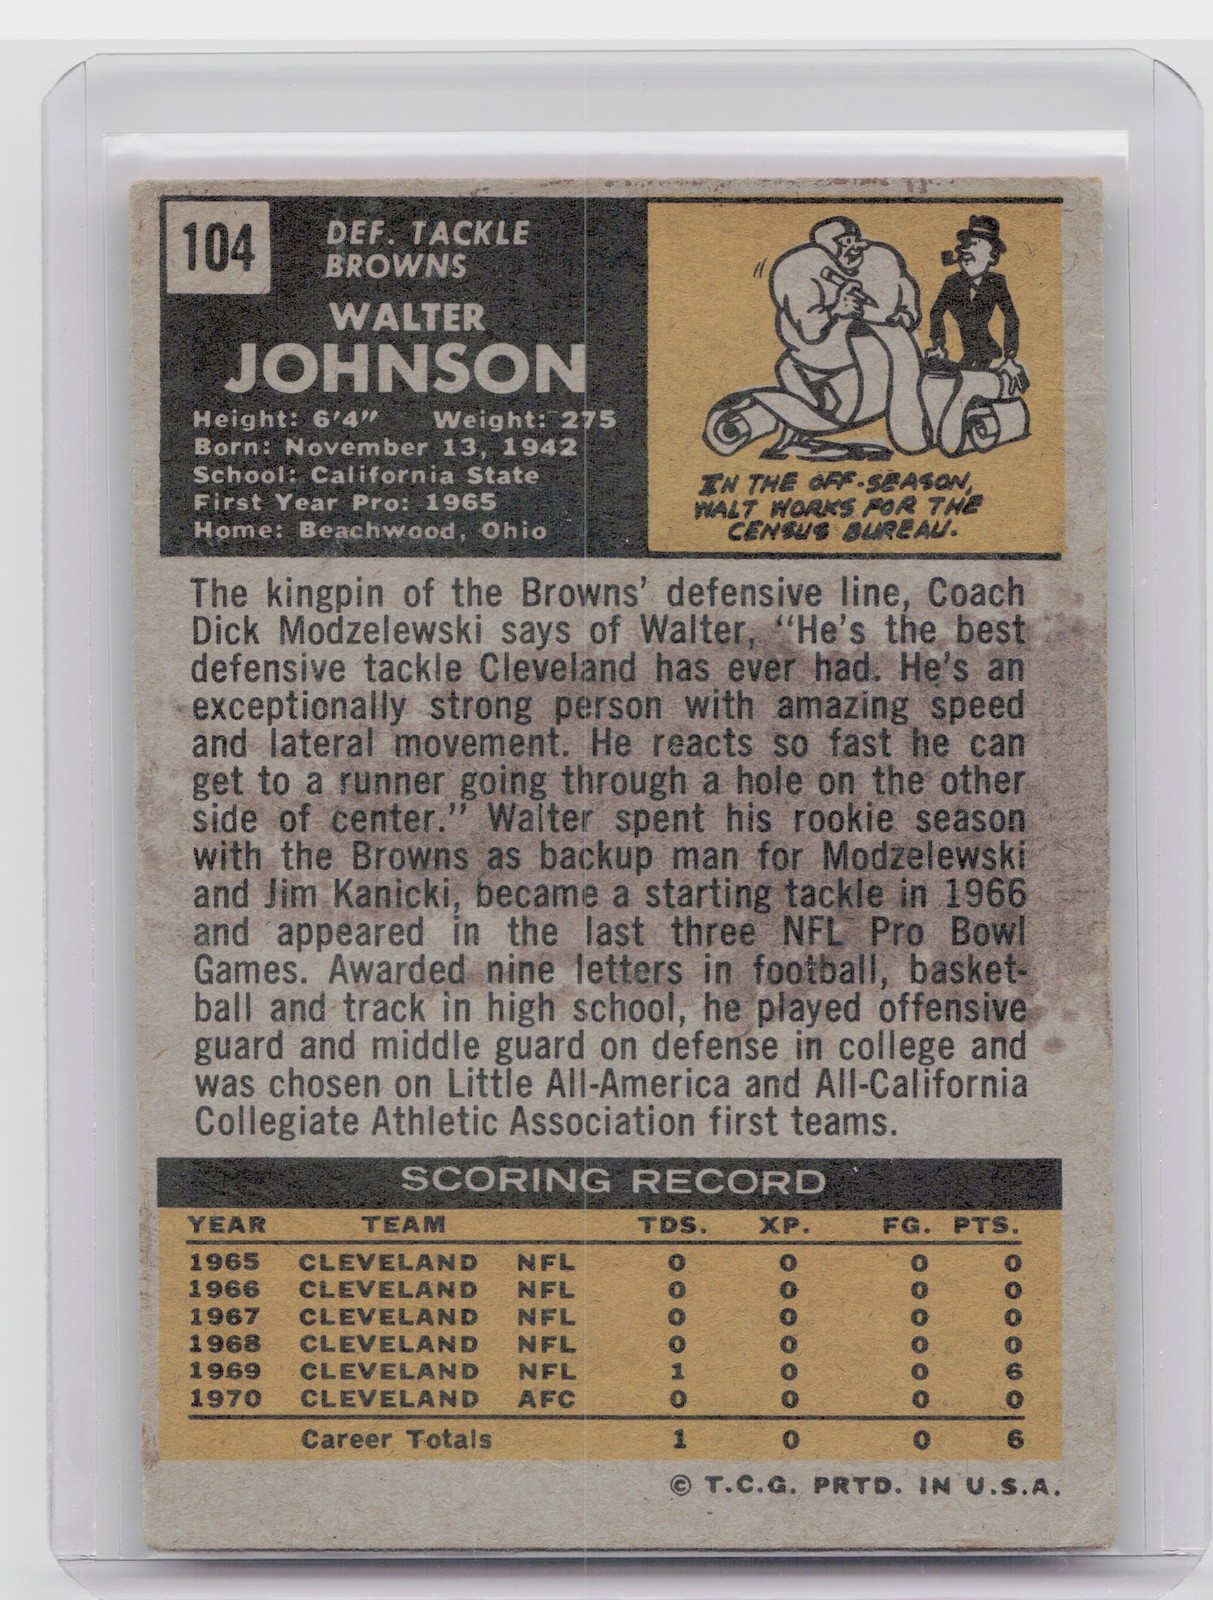 104
DEF. TACKLE
BROWNS
WALTER
JOHNSON
Height: 6'4" Weight: 275
Born: November 13, 1942
School: California State
First Year Pro: 1965
Home: Beachwood, Ohio
IN THE OFF-SEASON,
WALT WORKS FOR THE
CENSUS BUREAU.
The kingpin of the Browns' defensive line, Coach
Dick Modzelewski says of Walter, "He's the best
defensive tackle Cleveland has ever had. He's an
exceptionally strong person with amazing speed
and lateral movement. He reacts so fast he can
get to a runner going through a hole on the other
side of center." Walter spent his rookie season
with the Browns as backup man for Modzelewski
and Jim Kanicki, became a starting tackle in 1966
and appeared in the last three NFL Pro Bowl
Games. Awarded nine letters in football, basket-
ball and track in high school, he played offensive
guard and middle guard on defense in college and
was chosen on Little All-America and All-California
Collegiate Athletic Association first teams.
SCORING RECORD
YEAR TEAM TDS. XP. FG. PTS.
1965 CLEVELAND NFL 0 0 0 0
1966 CLEVELAND NFL 0 0 0 0
1967 CLEVELAND NFL 0 0 0 0
1968 CLEVELAND NFL 0 0 0 0
1969 CLEVELAND NFL 1 0 0 6
1970 CLEVELAND AFC 0 0 0 0
Career Totals 1 0 0 6
© T.C.G. PRTD. IN U.S.A.